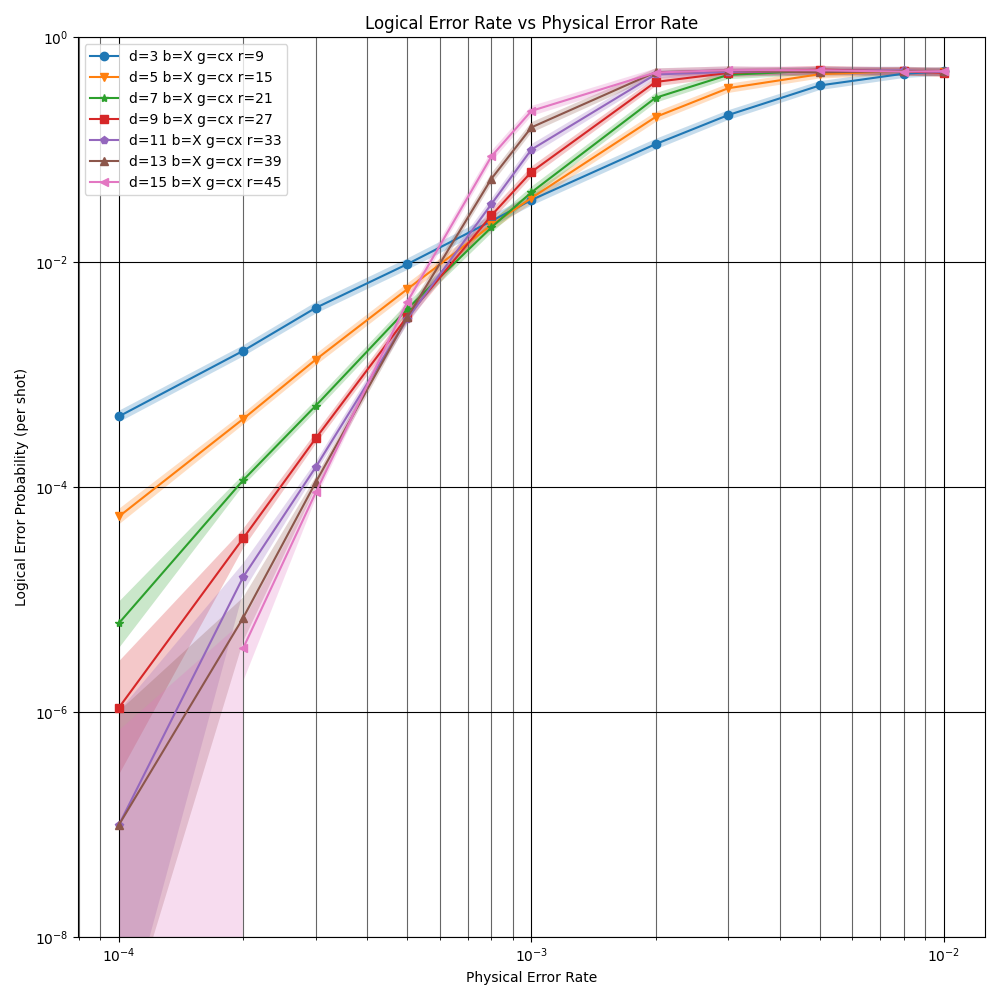 Logical Error Rate vs Physical Error Rate
10^0
d=3 b=X g=cx r=9
d=5 b=X g=cx r=15
d=7 b=X g=cx r=21
d=9 b=X g=cx r=27
d=11 b=X g=cx r=33
d=13 b=X g=cx r=39
d=15 b=X g=cx r=45
10^−2
10^−4
10^−6
10^−8
Logical Error Probability (per shot)
10^−4 10^−3 10^−2
Physical Error Rate